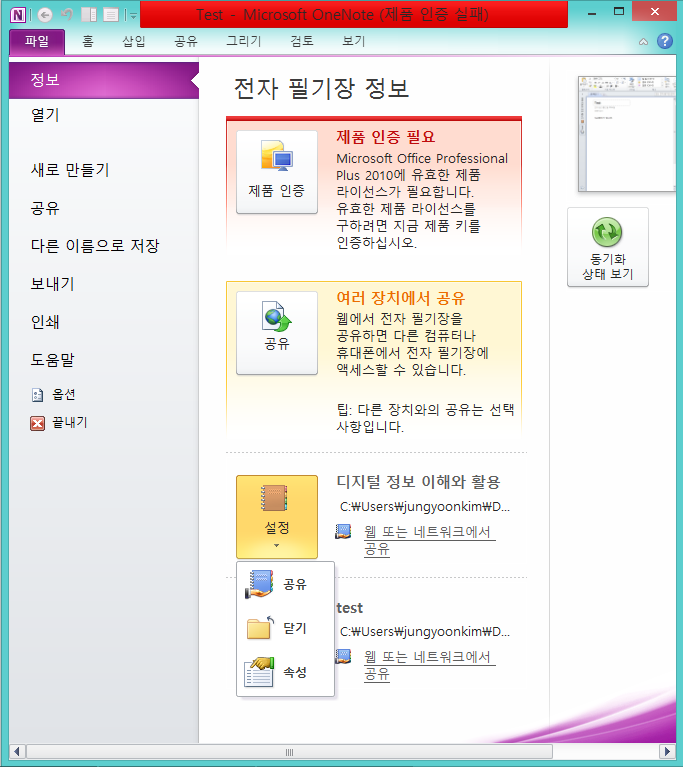 Test - Microsoft OneNote (제품 인증 실패)
파일 홈 삽입 공유 그리기 검토 보기
정보
열기
새로 만들기
공유
다른 이름으로 저장
보내기
인쇄
도움말
옵션
끝내기
전자 필기장 정보
제품 인증
제품 인증 필요
Microsoft Office Professional
Plus 2010에 유효한 제품
라이선스가 필요합니다.
유효한 제품 라이선스를
구하려면 지금 제품 키를
인증하십시오.
공유
여러 장치에서 공유
웹에서 전자 필기장을
공유하면 다른 컴퓨터나
휴대폰에서 전자 필기장에
액세스할 수 있습니다.
팁: 다른 장치와의 공유는 선택
사항입니다.
설정
디지털 정보 이해와 활용
C:₩Users₩jungyoonkim₩D...
웹 또는 네트워크에서
공유
공유
닫기
속성
test
C:₩Users₩jungyoonkim₩D...
웹 또는 네트워크에서
공유
동기화
상태 보기